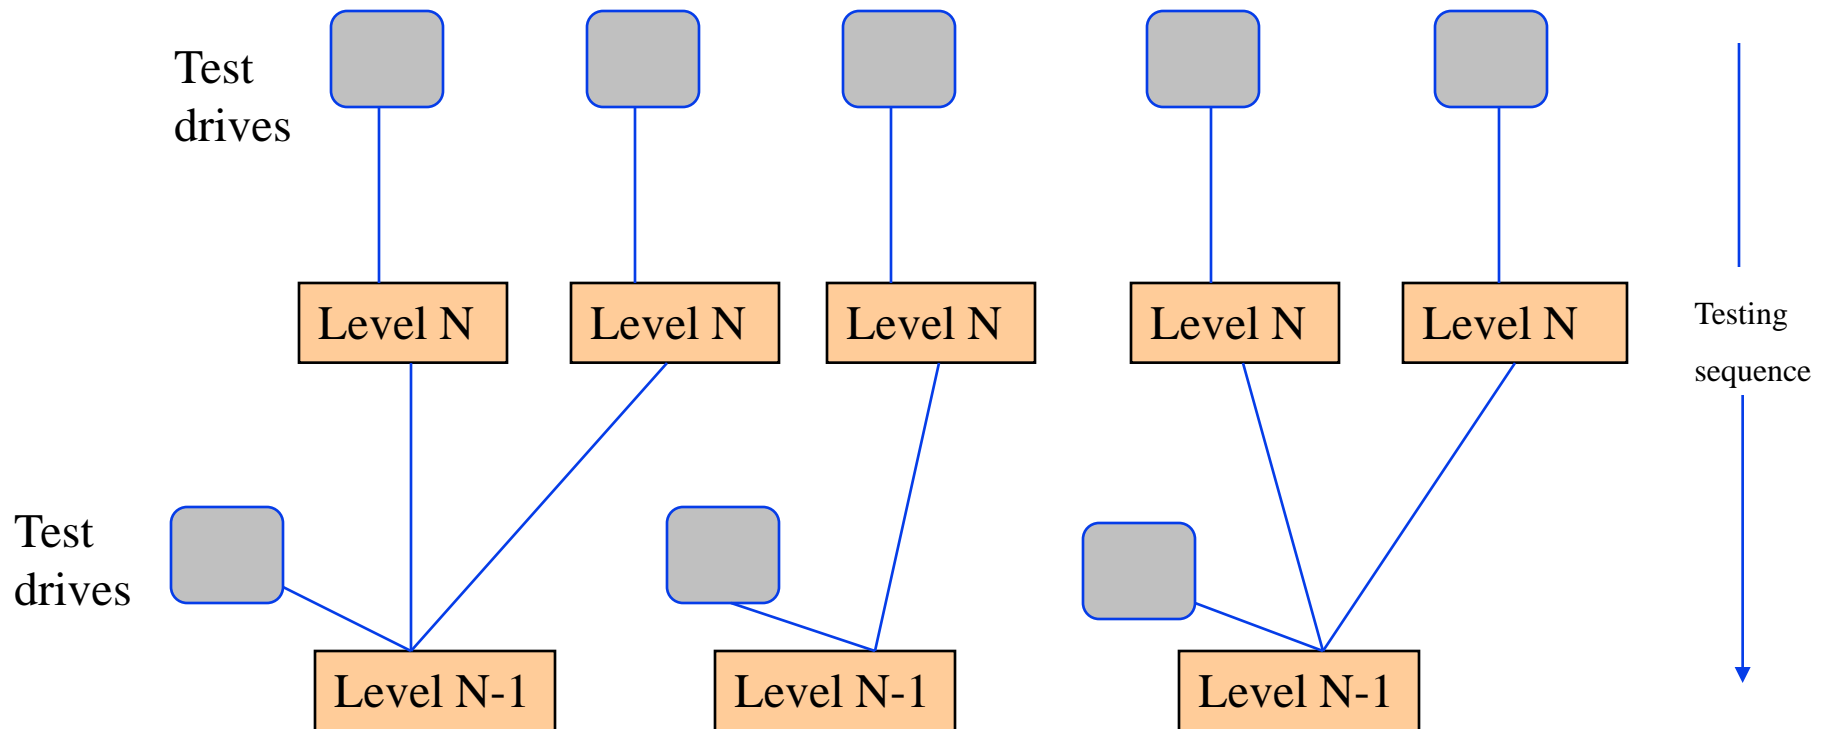 Test
drives
Level N
Level N
Level N
Level N
Level N
Testing
sequence
Test
drives
Level N-1
Level N-1
Level N-1